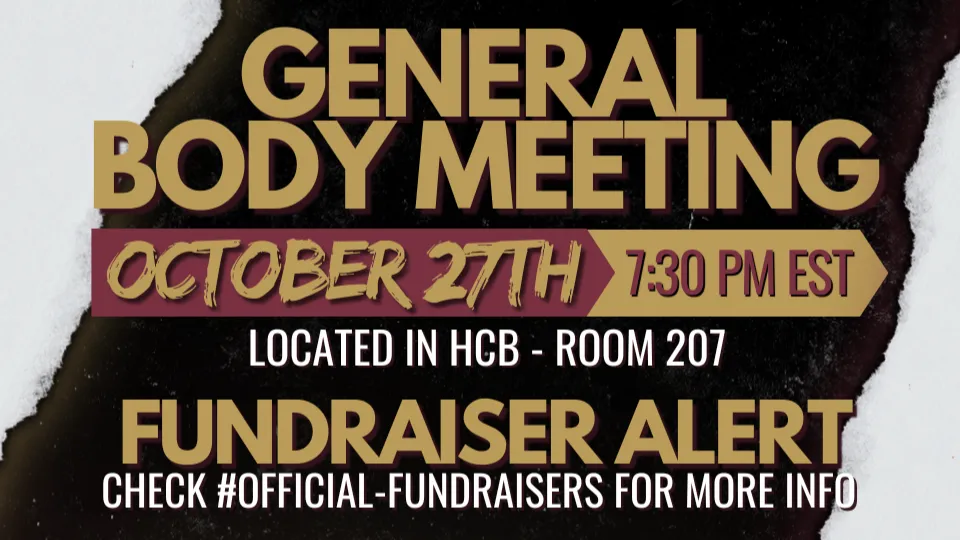 GENERAL
BODY MEETING
OCTOBER 27TH 7:30 PM EST
LOCATED IN HCB - ROOM 207
FUNDRAISER ALERT
CHECK #OFFICIAL-FUNDRAISERS FOR MORE INFO